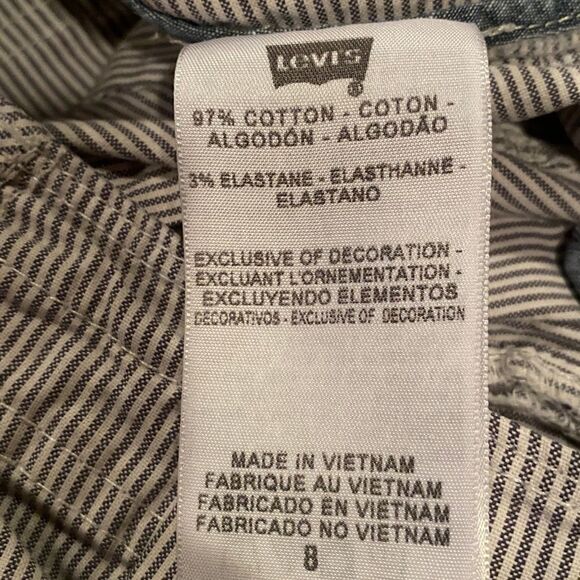 LEVI'S
®
97% COTTON - COTON -
ALGODÓN - ALGODÃO
3% ELASTANE - ELASTHANNE -
ELASTANO
EXCLUSIVE OF DECORATION -
EXCLUANT L'ORNEMENTATION -
EXCLUYENDO ELEMENTOS
DECORATIVOS - EXCLUSIVE OF DECORATION
MADE IN VIETNAM
FABRIQUE AU VIETNAM
FABRICADO EN VIETNAM
FABRICADO NO VIETNAM
8